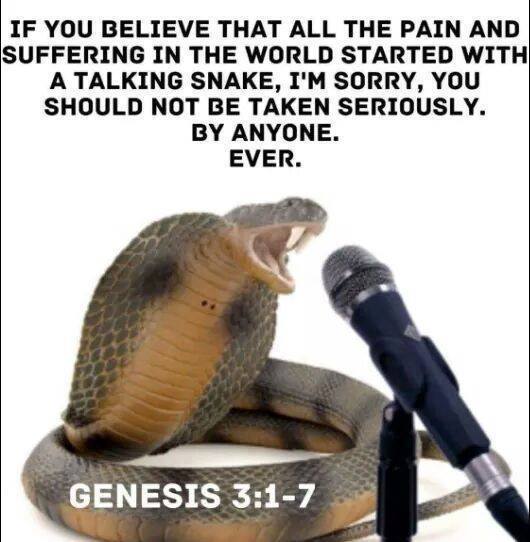 IF YOU BELIEVE THAT ALL THE PAIN AND
SUFFERING IN THE WORLD STARTED WITH
A TALKING SNAKE, I'M SORRY, YOU
SHOULD NOT BE TAKEN SERIOUSLY.
BY ANYONE.
EVER.
GENESIS 3:1-7